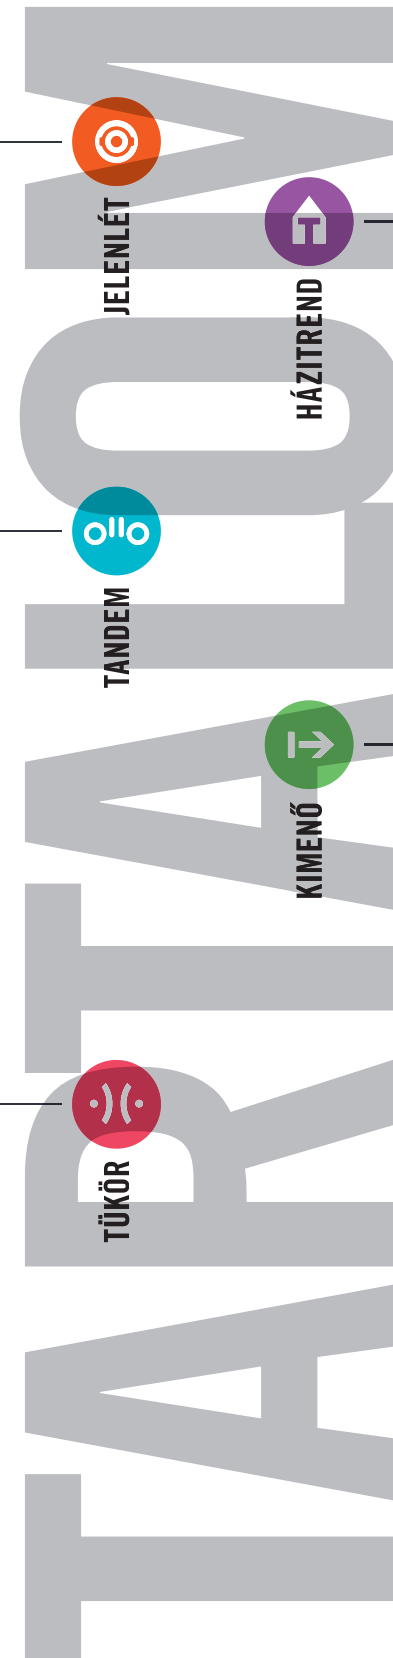 TARTALOM
TÜKÖR
TANDEM
JELENLÉT
KIMENŐ
HÁZITREND